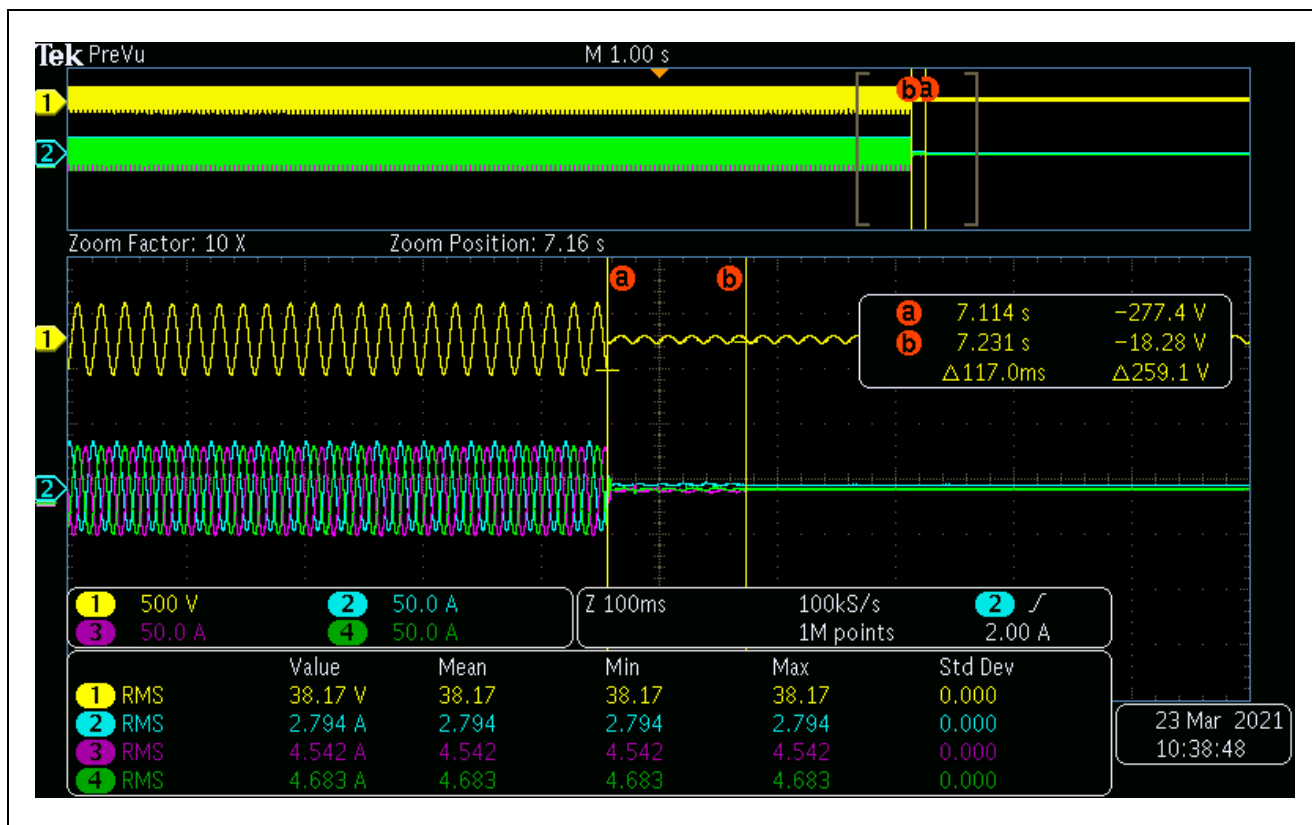 Tek PreVu M 1.00 s
1
b a
2
Zoom Factor: 10 X Zoom Position: 7.16 s
a b
1
a 7.114 s −277.4 V
b 7.231 s −18.28 V
△117.0ms △259.1 V
2
1 500 V 2 50.0 A
3 50.0 A 4 50.0 A
Z 100ms 100kS/s 2
1M points 2.00 A
Value Mean Min Max Std Dev
1 RMS 38.17 V 38.17 38.17 38.17 0.000
2 RMS 2.794 A 2.794 2.794 2.794 0.000
3 RMS 4.542 A 4.542 4.542 4.542 0.000
4 RMS 4.683 A 4.683 4.683 4.683 0.000
23 Mar 2021
10:38:48